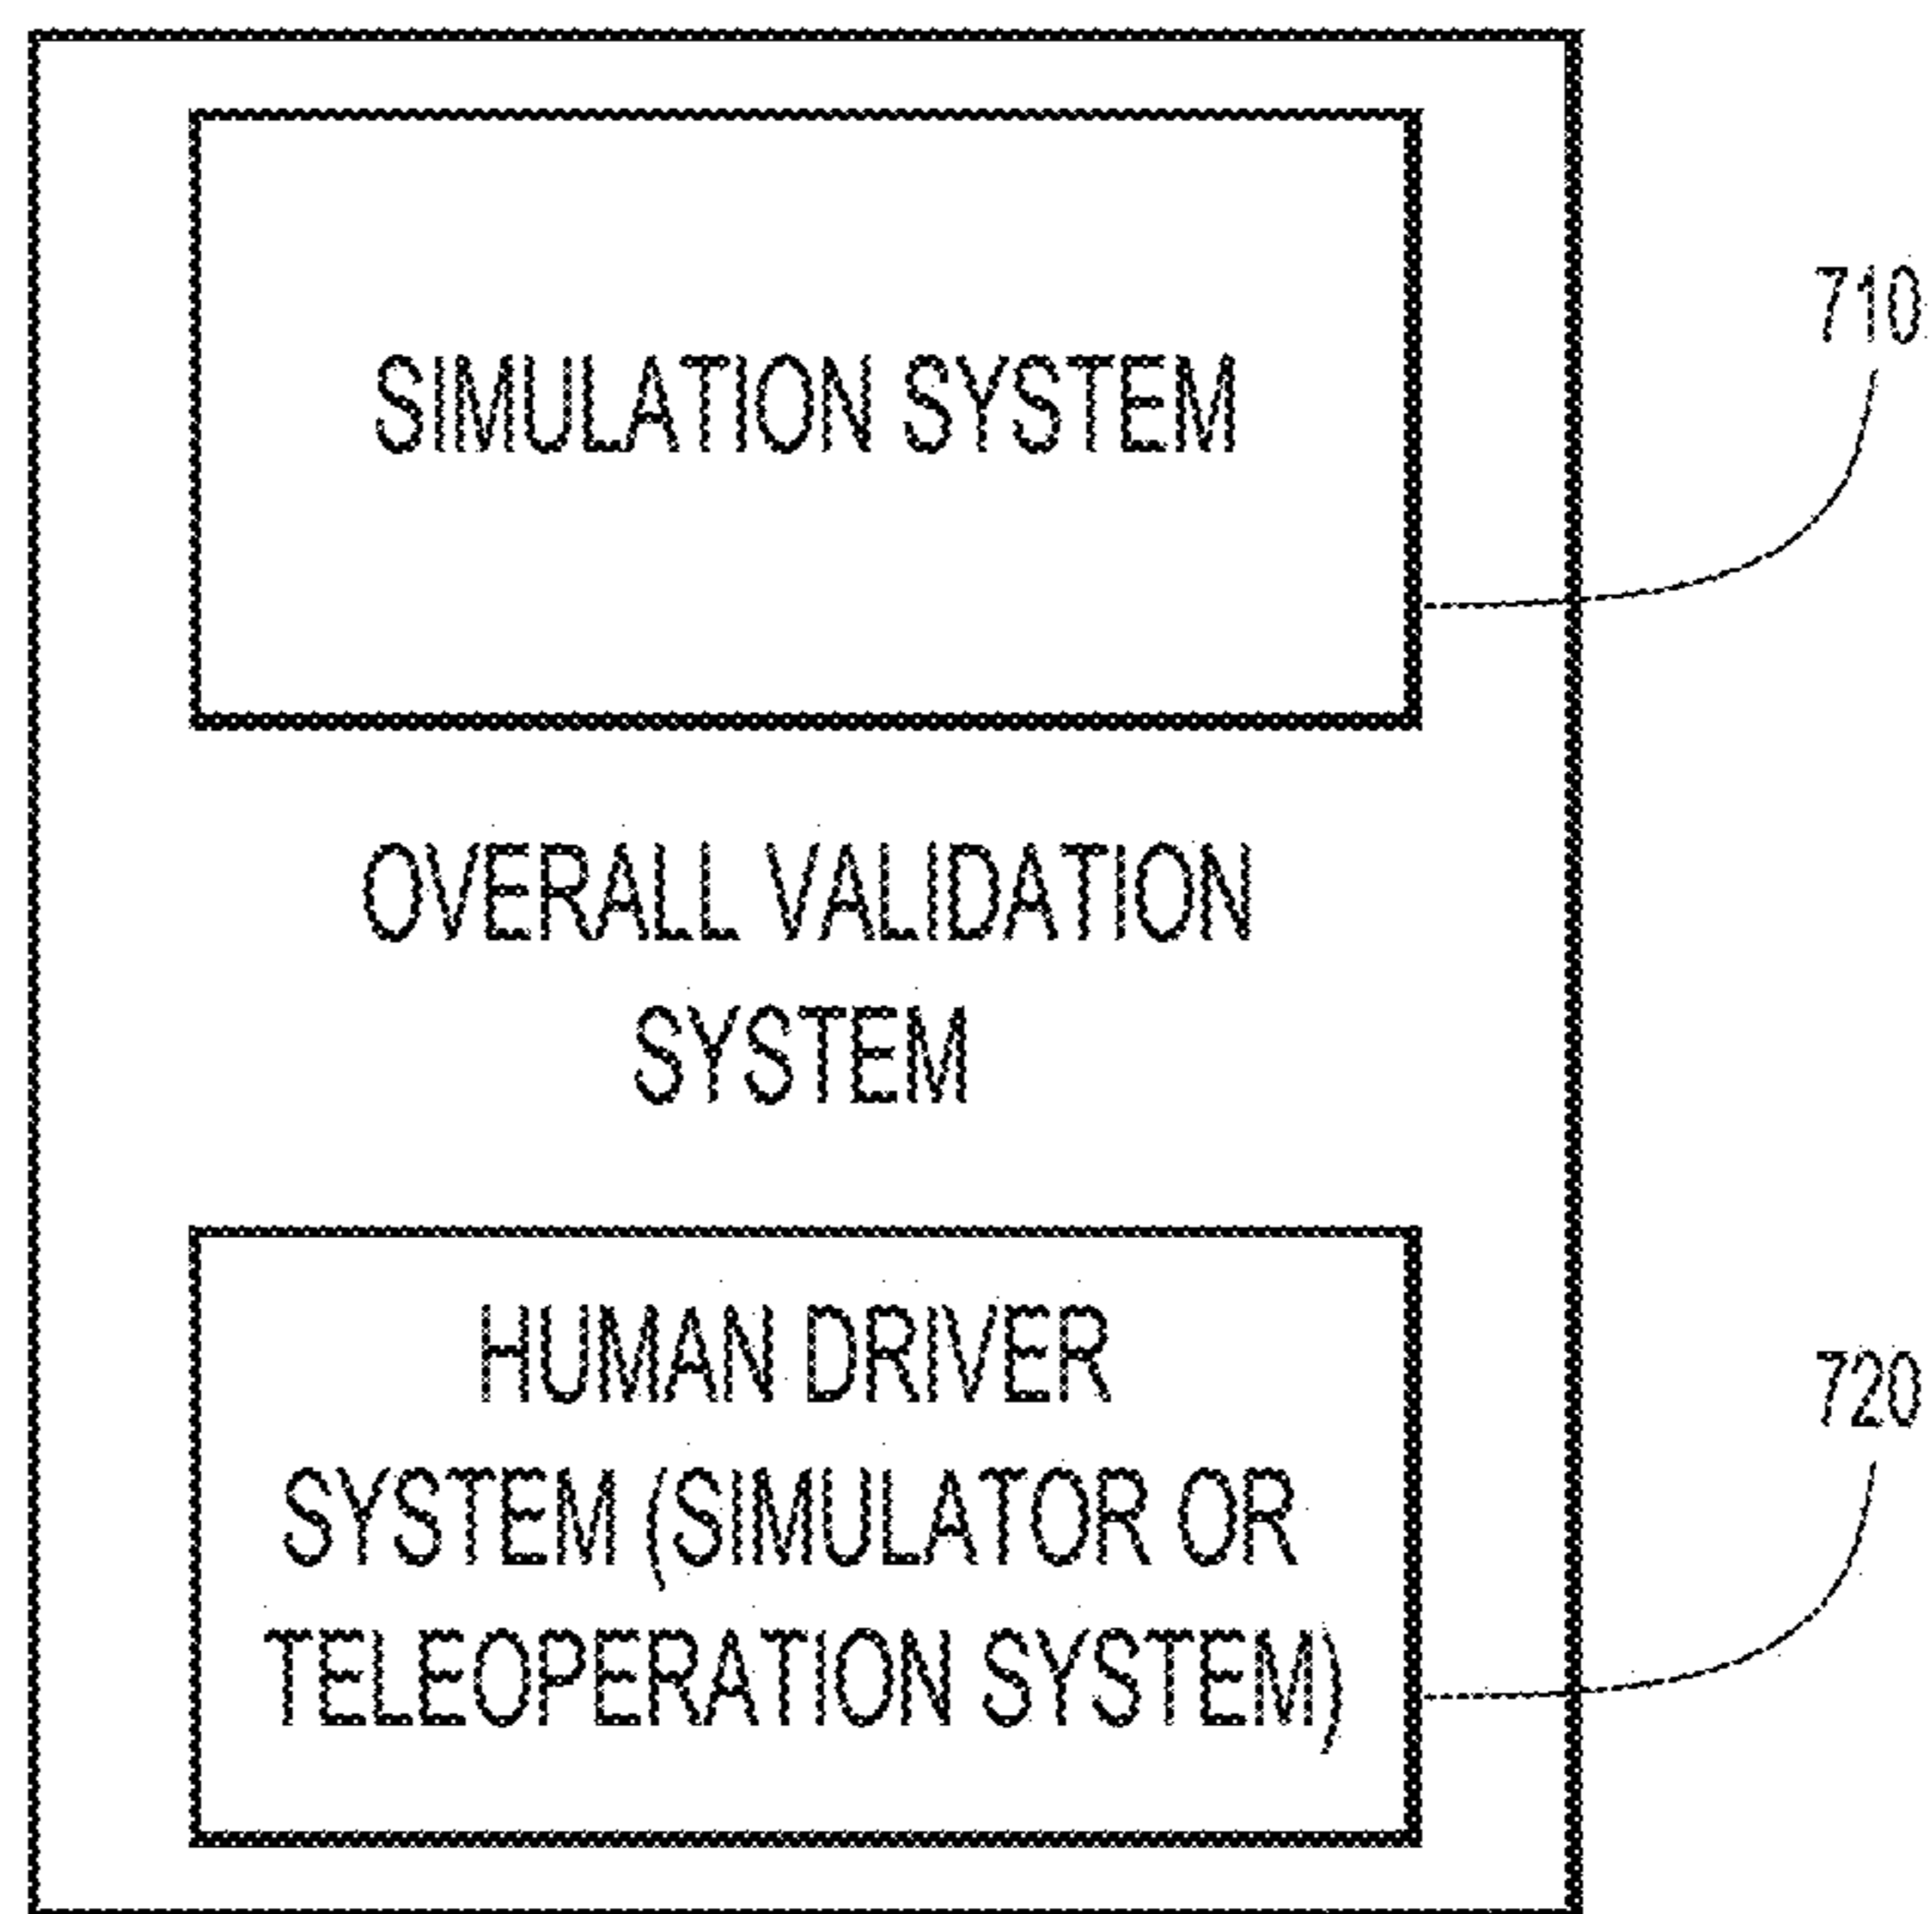 710
SIMULATION SYSTEM
OVERALL VALIDATION
SYSTEM
HUMAN DRIVER
720
SYSTEM (SIMULATOR OR
TELEOPERATION SYSTEM)